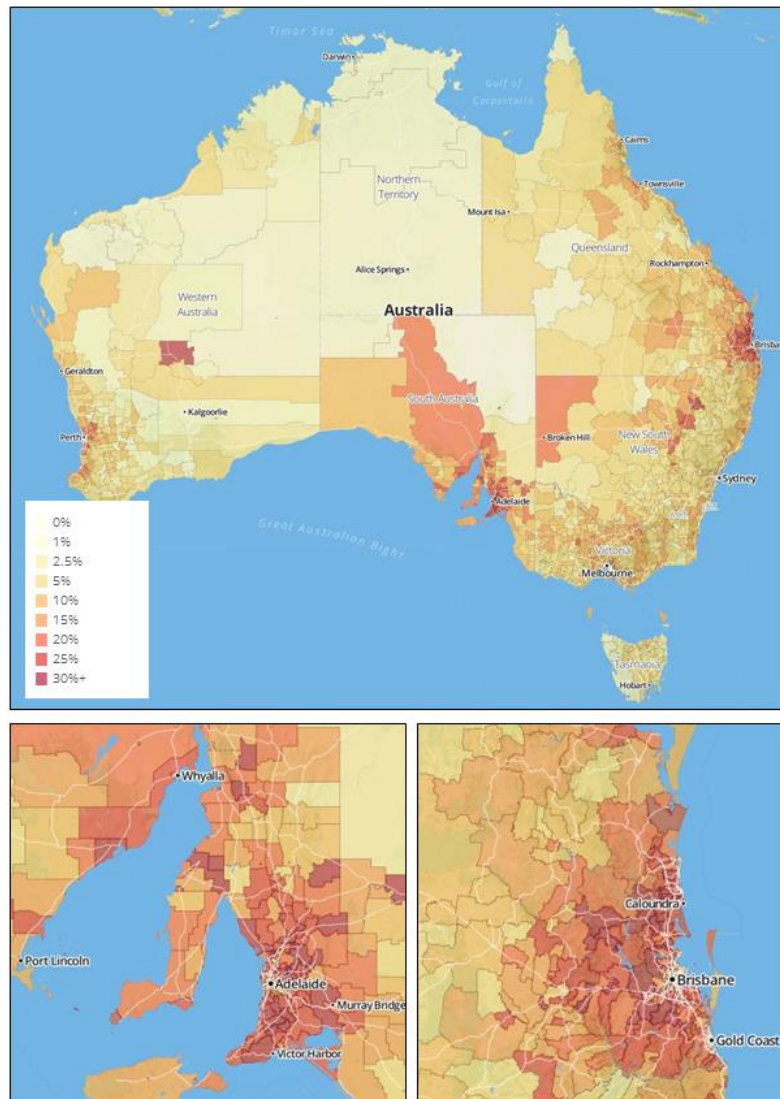 Timor Sea
Darwin
Gulf of
Carpentaria
Cairns
Northern
Territory
Townsville
Mount Isa
Queensland
Rockhampton
Alice Springs
Western
Australia
Australia
Brisban
Geraldton
South Australia
Kalgoorlie
Broken Hill
New South
Wales
Perth
Sydney
Adelaide
Great Australian Bight
Victoria
Melbourne
Tasmania
Hobart
0%
1%
2.5%
5%
10%
15%
20%
25%
30%+
Whyalla
Port Lincoln
Adelaide
Murray Bridge
Victor Harbor
Caloundra
Brisbane
Gold Coast